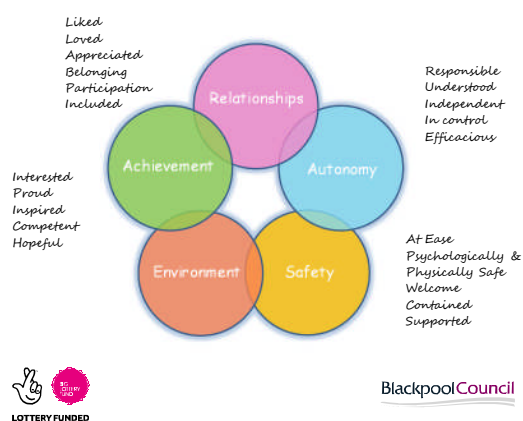 Liked
Loved
Appreciated
Belonging
Participation
Included
Relationships
Responsible
Understood
Independent
In control
Efficacious
Achievement
Autonomy
Interested
Proud
Inspired
Competent
Hopeful
Environment
Safety
At Ease
Psychologically &
Physically Safe
Welcome
Contained
Supported
BIG
LOTTERY
FUND
LOTTERY FUNDED
BlackpoolCouncil